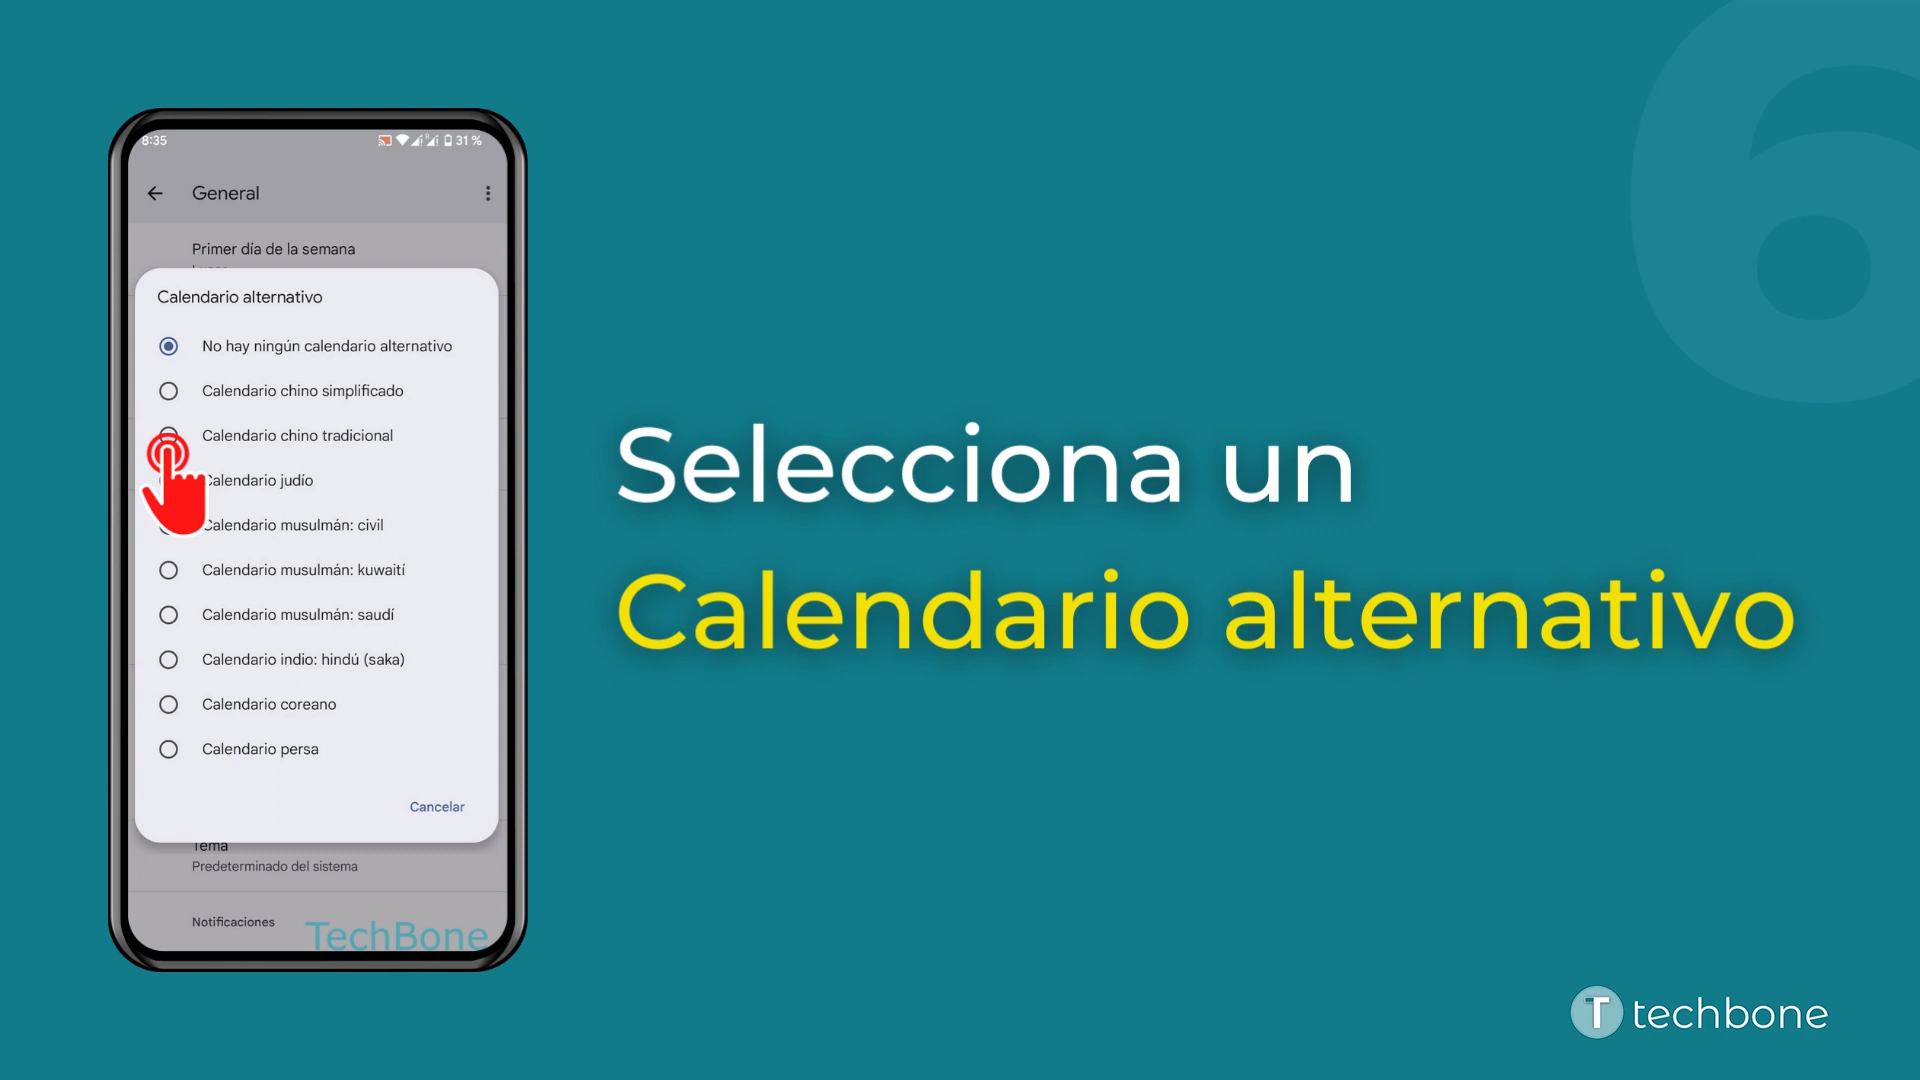 6
8:35
31 %
General
Primer día de la semana
Calendario alternativo
No hay ningún calendario alternativo
Calendario chino simplificado
Calendario chino tradicional
Calendario judío
Calendario musulmán: civil
Calendario musulmán: kuwaití
Calendario musulmán: saudí
Calendario indio: hindú (saka)
Calendario coreano
Calendario persa
Cancelar
Tema
Predeterminado del sistema
Notificaciones
TechBone
Selecciona un
Calendario alternativo
T techbone